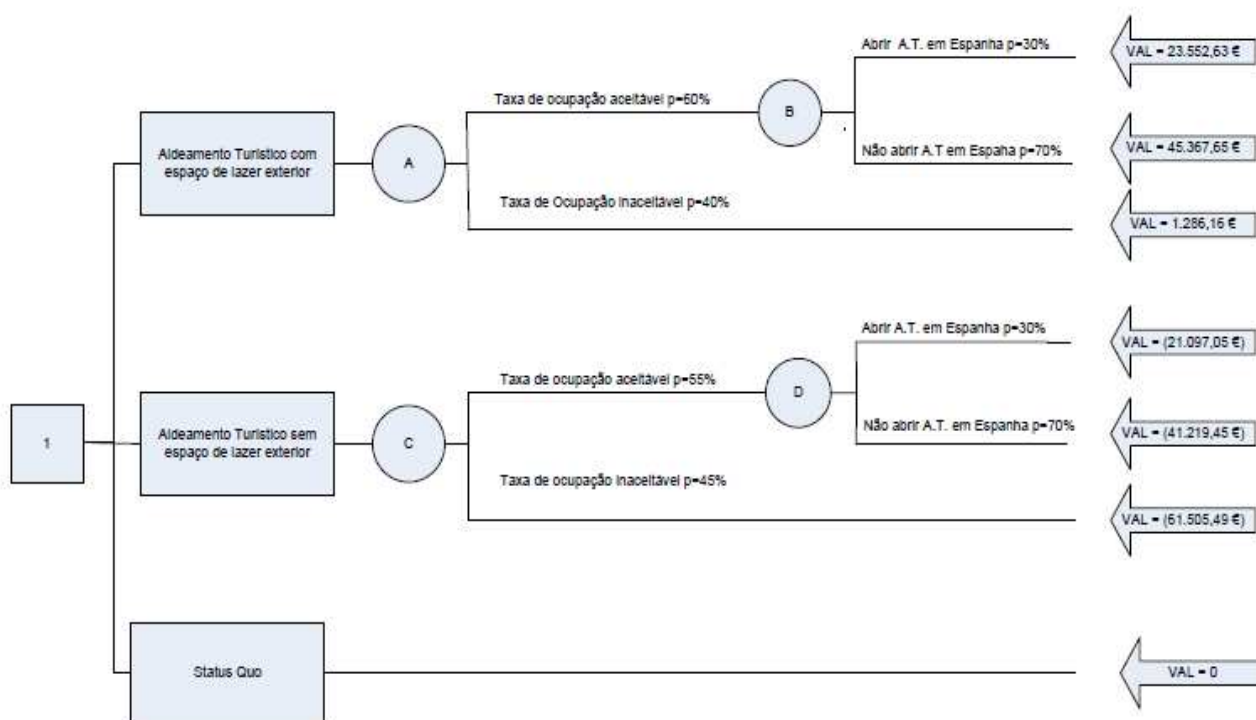 Abrir A.T. em Espanha p=30%
VAL = 23.552,63 €
Taxa de ocupação aceitável p=60%
B
Aldeamento Turístico com
espaço de lazer exterior
A
Não abrir A.T em Espaha p=70%
VAL = 45.367,65 €
Taxa de Ocupação Inaceitável p=40%
VAL = 1.286,16 €
Abrir A.T. em Espanha p=30%
VAL = (21.097,05 €)
Taxa de ocupação aceitável p=55%
D
1
Aldeamento Turístico sem
espaço de lazer exterior
C
Não abrir A.T. em Espanha p=70%
VAL = (41.219,45 €)
Taxa de ocupação Inaceitável p=45%
VAL = (61.505,49 €)
Status Quo
VAL = 0